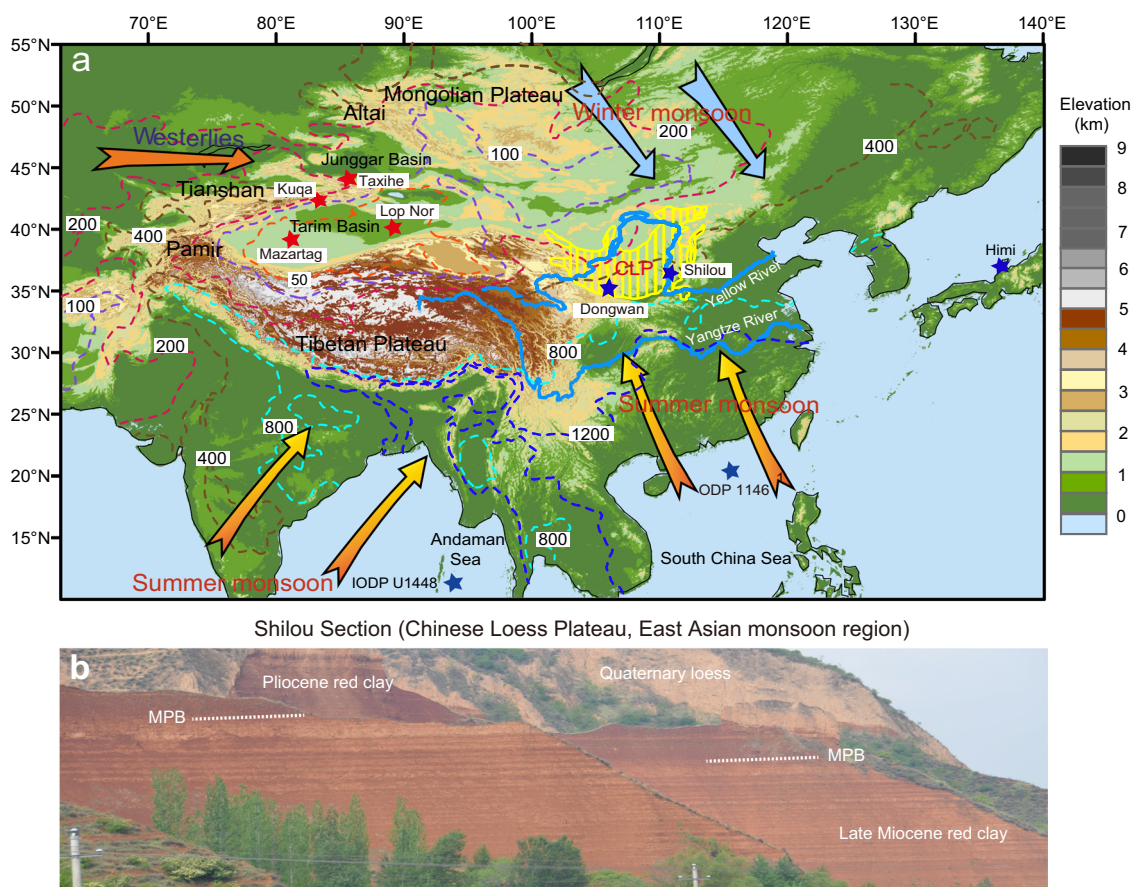 70°E
80°E
90°E
100°E
110°E
120°E
130°E
140°E
55°N
50°N
45°N
40°N
35°N
30°N
25°N
20°N
15°N
a
Mongolian Plateau
Altai
Winter monsoon
200
400
100
Westerlies
Junggar Basin
Taxihe
Tianshan
Kuqa
Lop Nor
200
400
Tarim Basin
Mazartag
Pamir
50
CLP
Shilou
Himi
100
Dongwan
Yellow River
Yangtze River
200
Tibetan Plateau
800
Summer monsoon
800
1200
400
ODP 1146
800
Andaman
Sea
South China Sea
Summer monsoon
IODP U1448
Elevation
(km)
9
8
7
6
5
4
3
2
1
0
Shilou Section (Chinese Loess Plateau, East Asian monsoon region)
b
Pliocene red clay
Quaternary loess
MPB
MPB
Late Miocene red clay